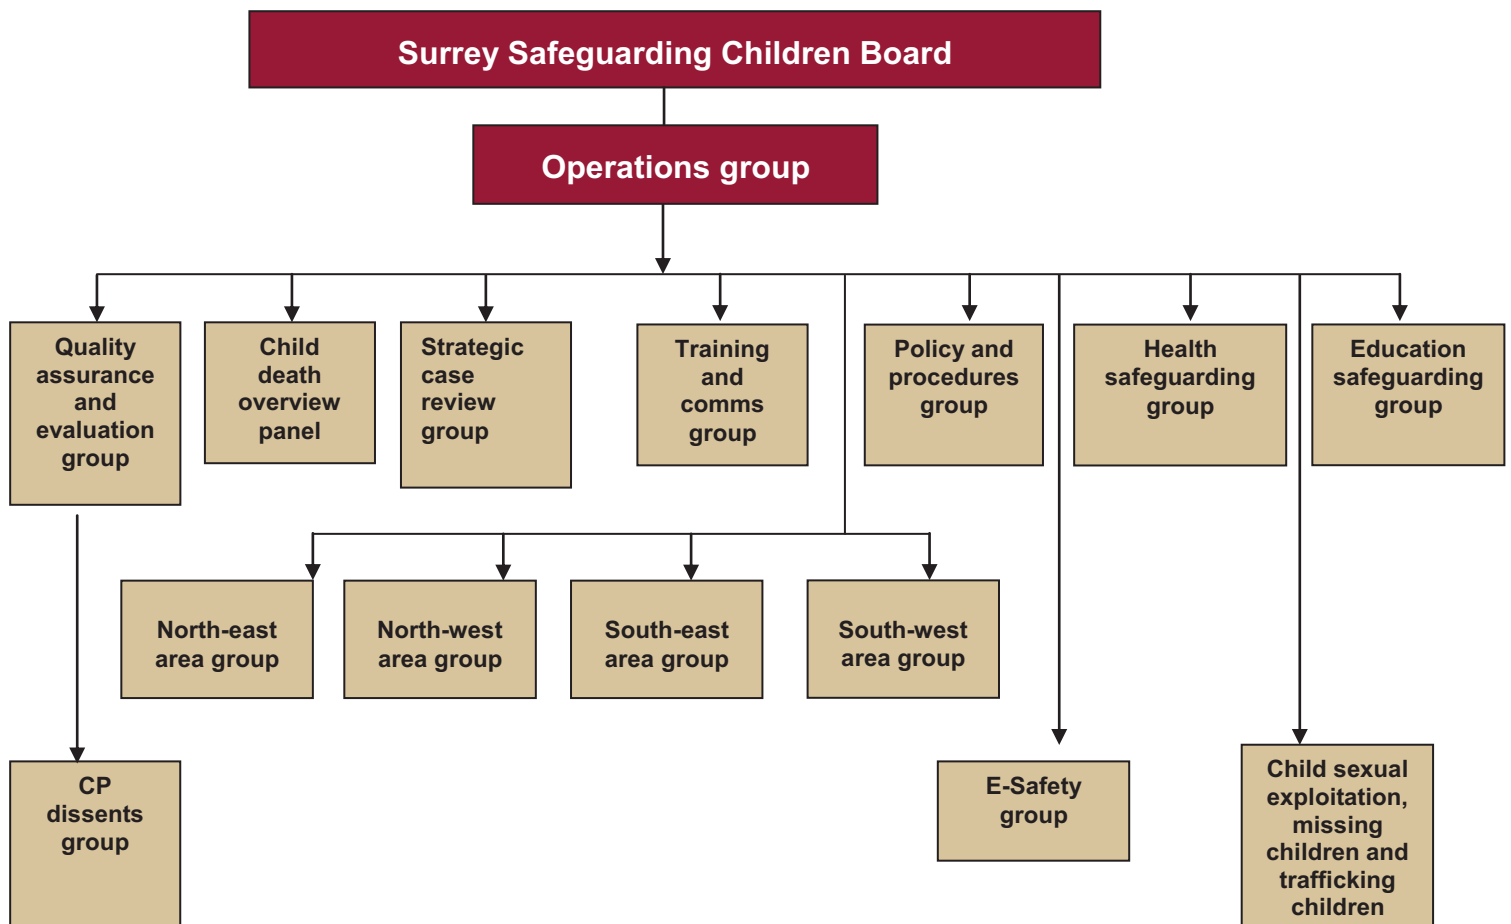 Surrey Safeguarding Children Board
Operations group
Quality
assurance
and
evaluation
group
Child
death
overview
panel
Strategic
case
review
group
Training
and
comms
group
Policy and
procedures
group
Health
safeguarding
group
Education
safeguarding
group
North-east
area group
North-west
area group
South-east
area group
South-west
area group
CP
dissents
group
E-Safety
group
Child sexual
exploitation,
missing
children and
trafficking
children